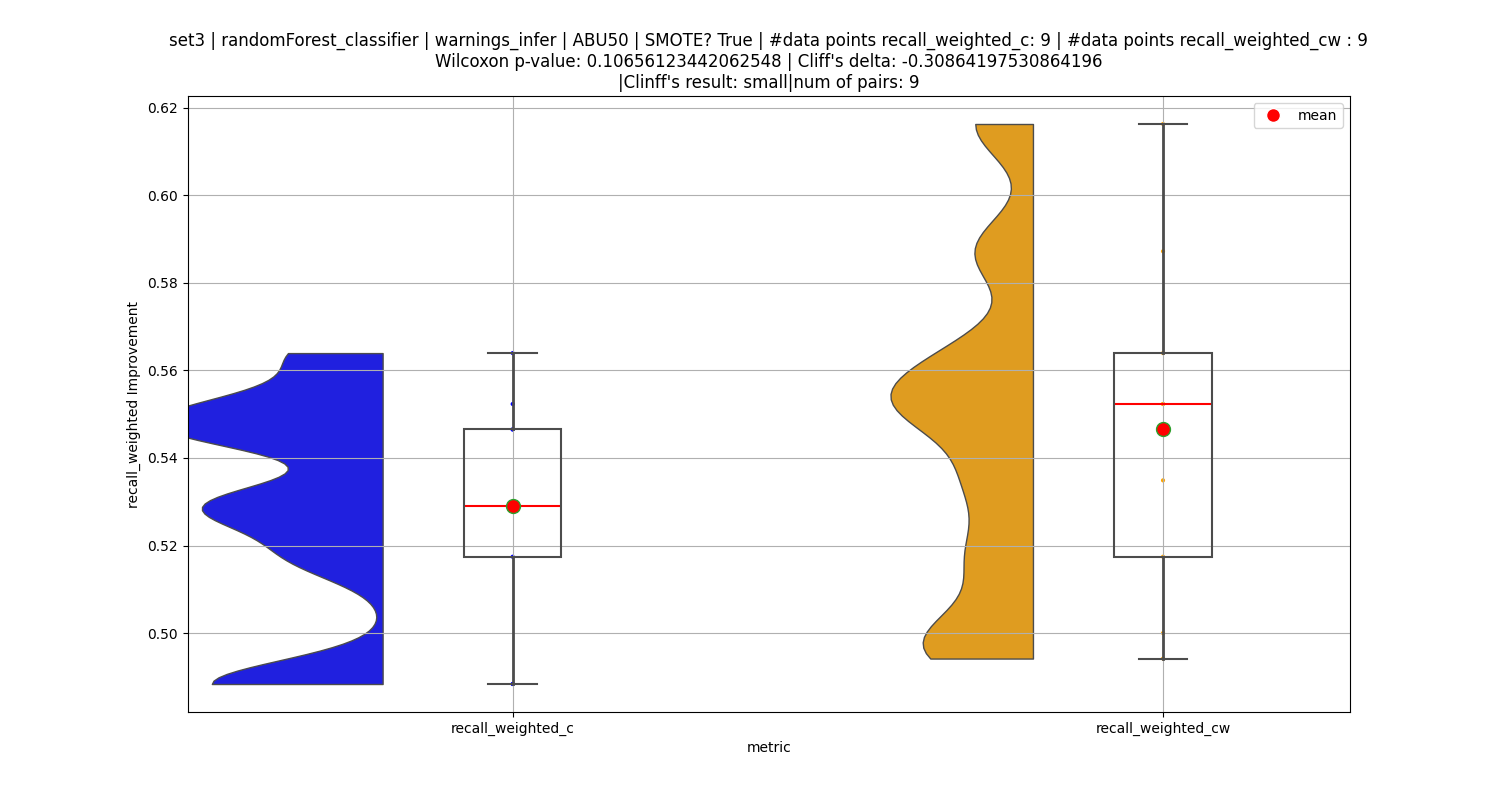 set3 | randomForest_classifier | warnings_infer | ABU50 | SMOTE? True | #data points recall_weighted_c: 9 | #data points recall_weighted_cw : 9
Wilcoxon p-value: 0.10656123442062548 | Cliff's delta: -0.30864197530864196
|Clinff's result: small|num of pairs: 9
mean
0.62
0.60
0.58
0.56
0.54
0.52
0.50
recall_weighted Improvement
recall_weighted_c
recall_weighted_cw
metric